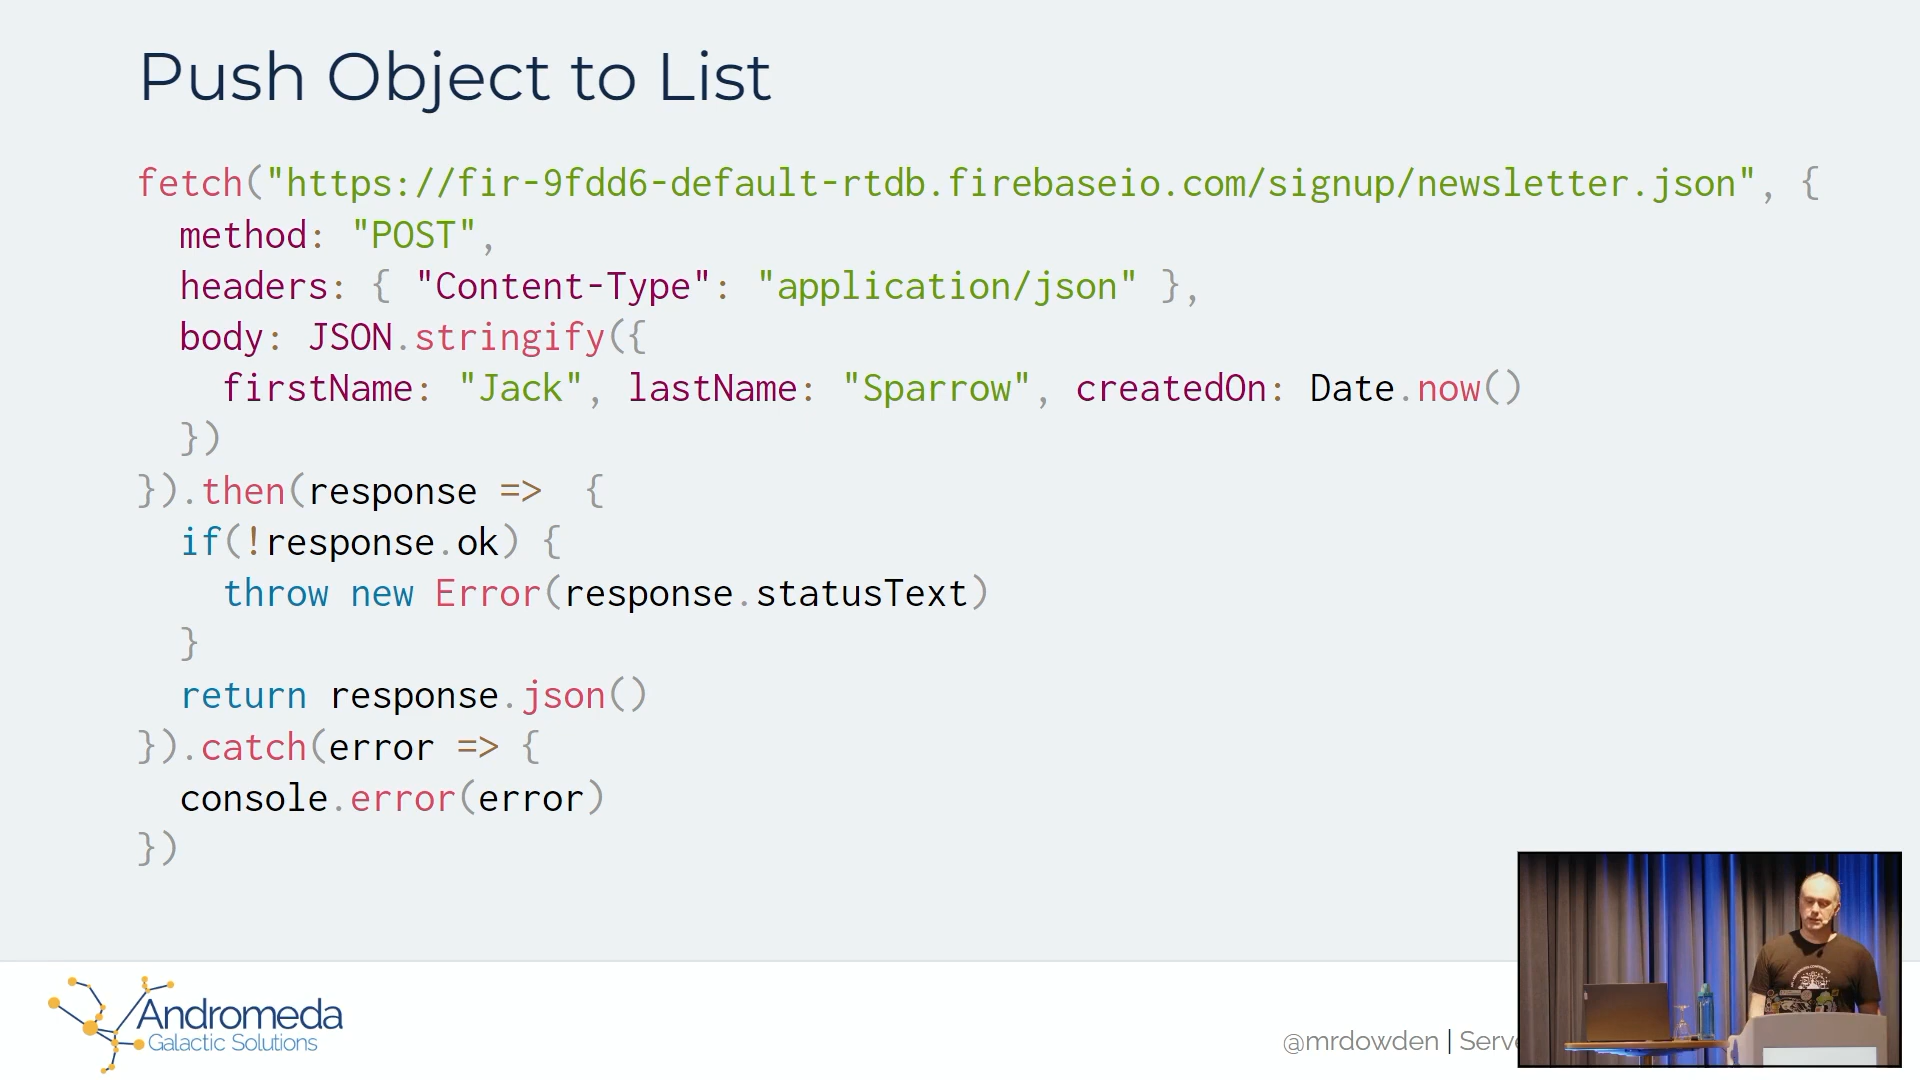 Push Object to List
fetch("https://fir-9fdd6-default-rtdb.firebaseio.com/signup/newsletter.json", {
  method: "POST",
  headers: { "Content-Type": "application/json" },
  body: JSON.stringify({
    firstName: "Jack", lastName: "Sparrow", createdOn: Date.now()
  })
}).then(response =>  {
  if(!response.ok) {
    throw new Error(response.statusText)
  }
  return response.json()
}).catch(error => {
  console.error(error)
})
Andromeda
Galactic Solutions
@mrdowden |